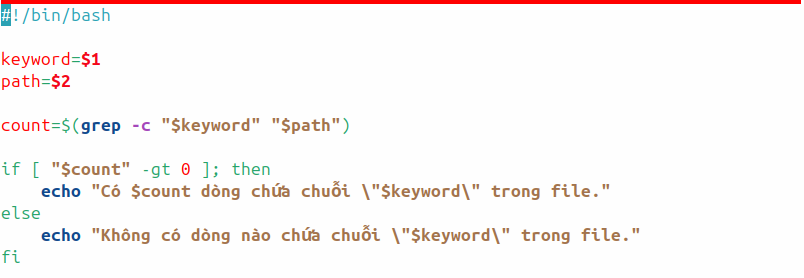 #!/bin/bash
keyword=$1
path=$2
count=$(grep -c "$keyword" "$path")
if [ "$count" -gt 0 ]; then
    echo "Có $count dòng chứa chuỗi \"$keyword\" trong file."
else
    echo "Không có dòng nào chứa chuỗi \"$keyword\" trong file."
fi